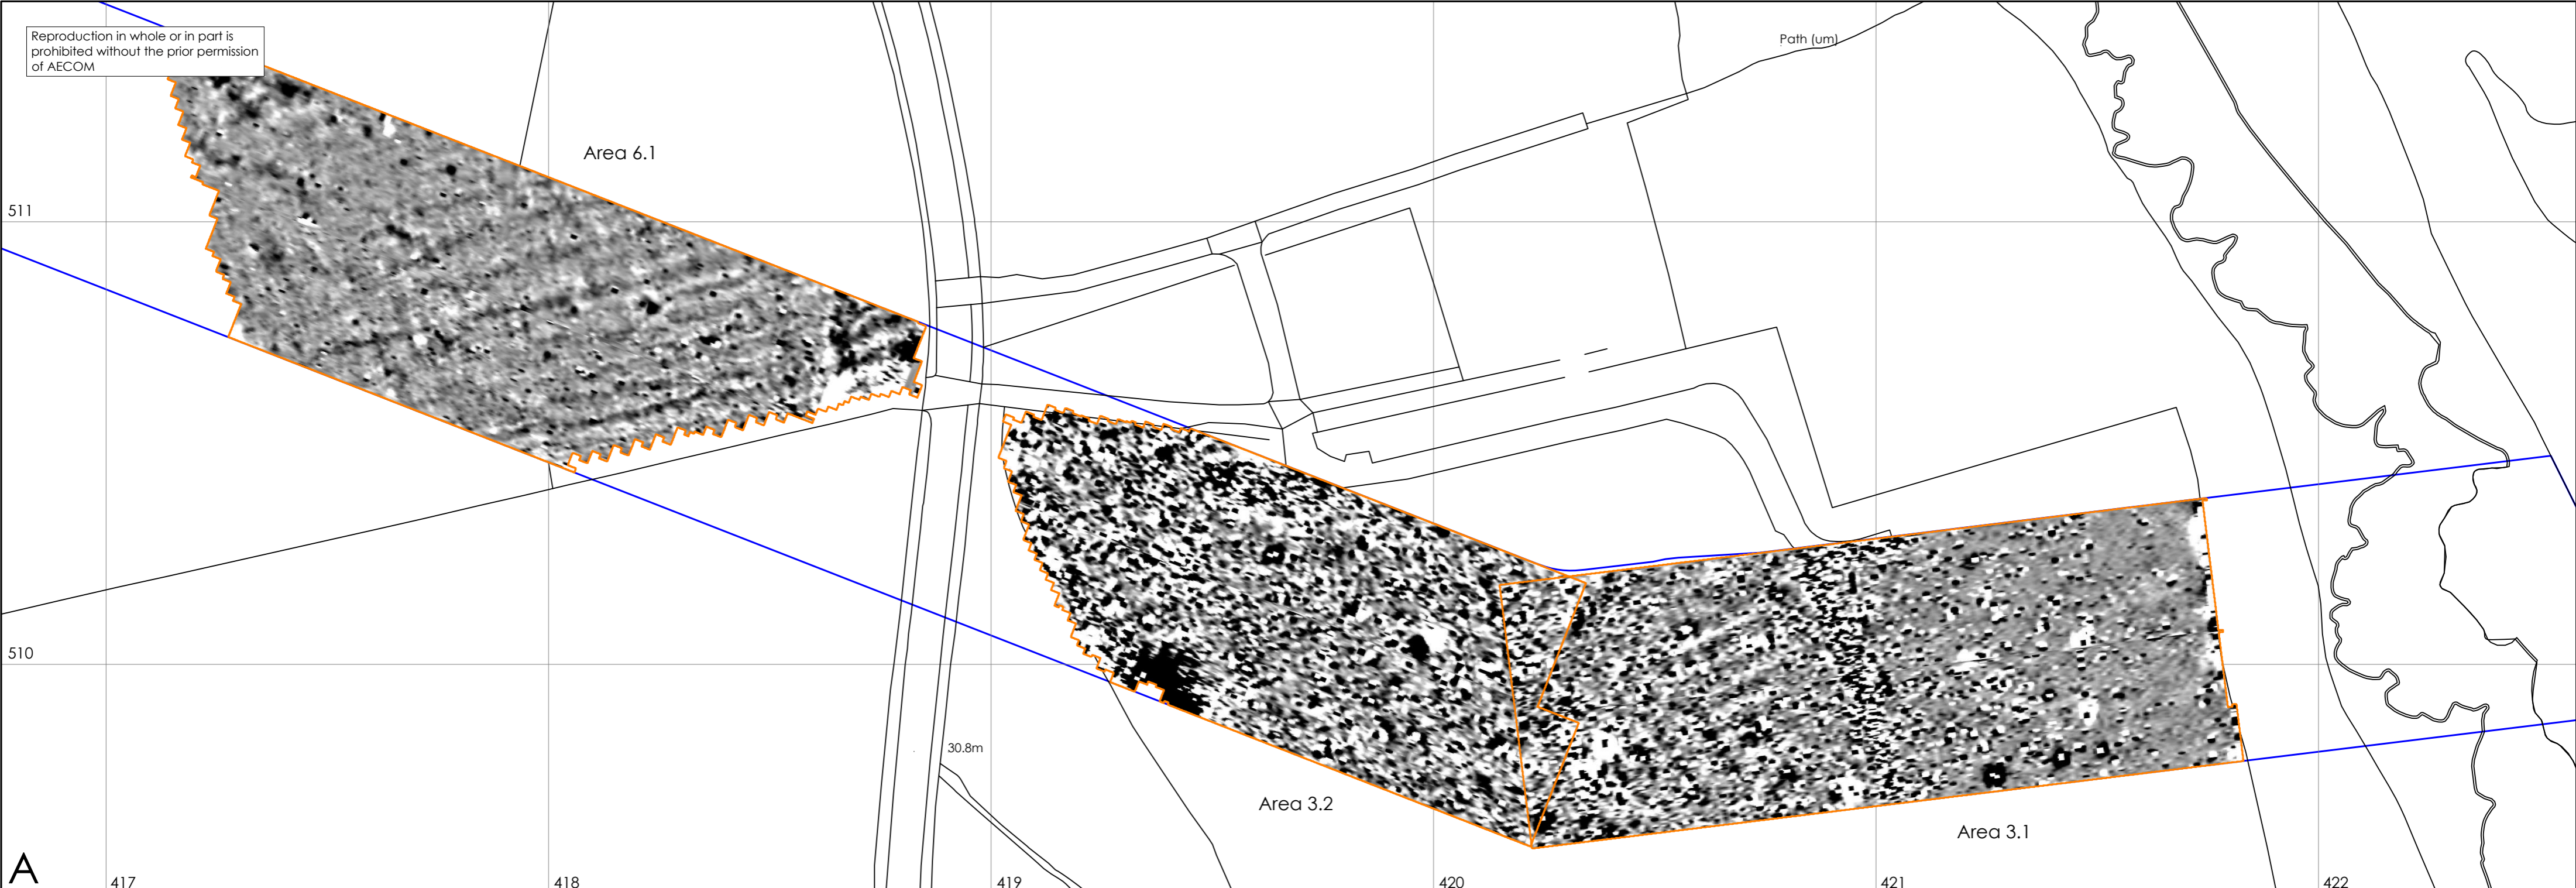 Reproduction in whole or in part is
prohibited without the prior permission
of AECOM
Path (um)
Area 6.1
511
510
30.8m
Area 3.2
Area 3.1
A
417
418
419
420
421
422